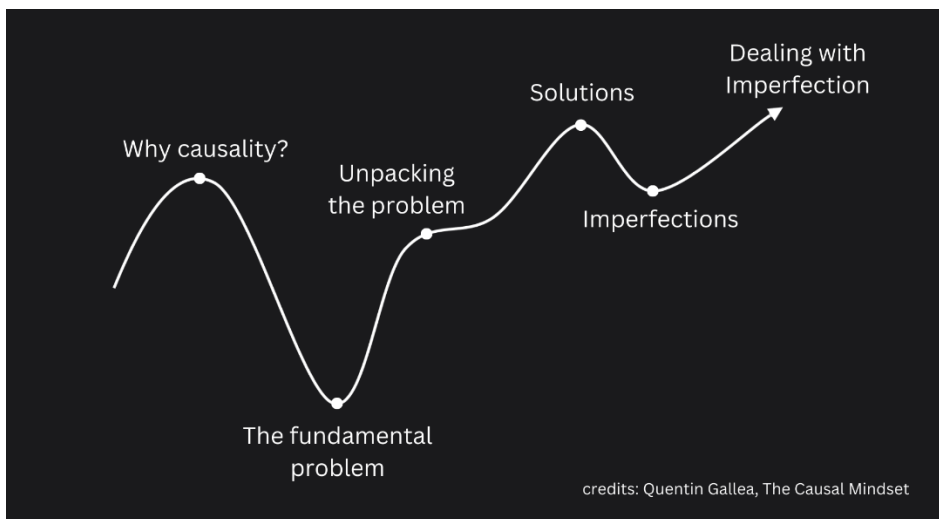 Why causality?
The fundamental
problem
Unpacking
the problem
Solutions
Imperfections
Dealing with
Imperfection
credits: Quentin Gallea, The Causal Mindset